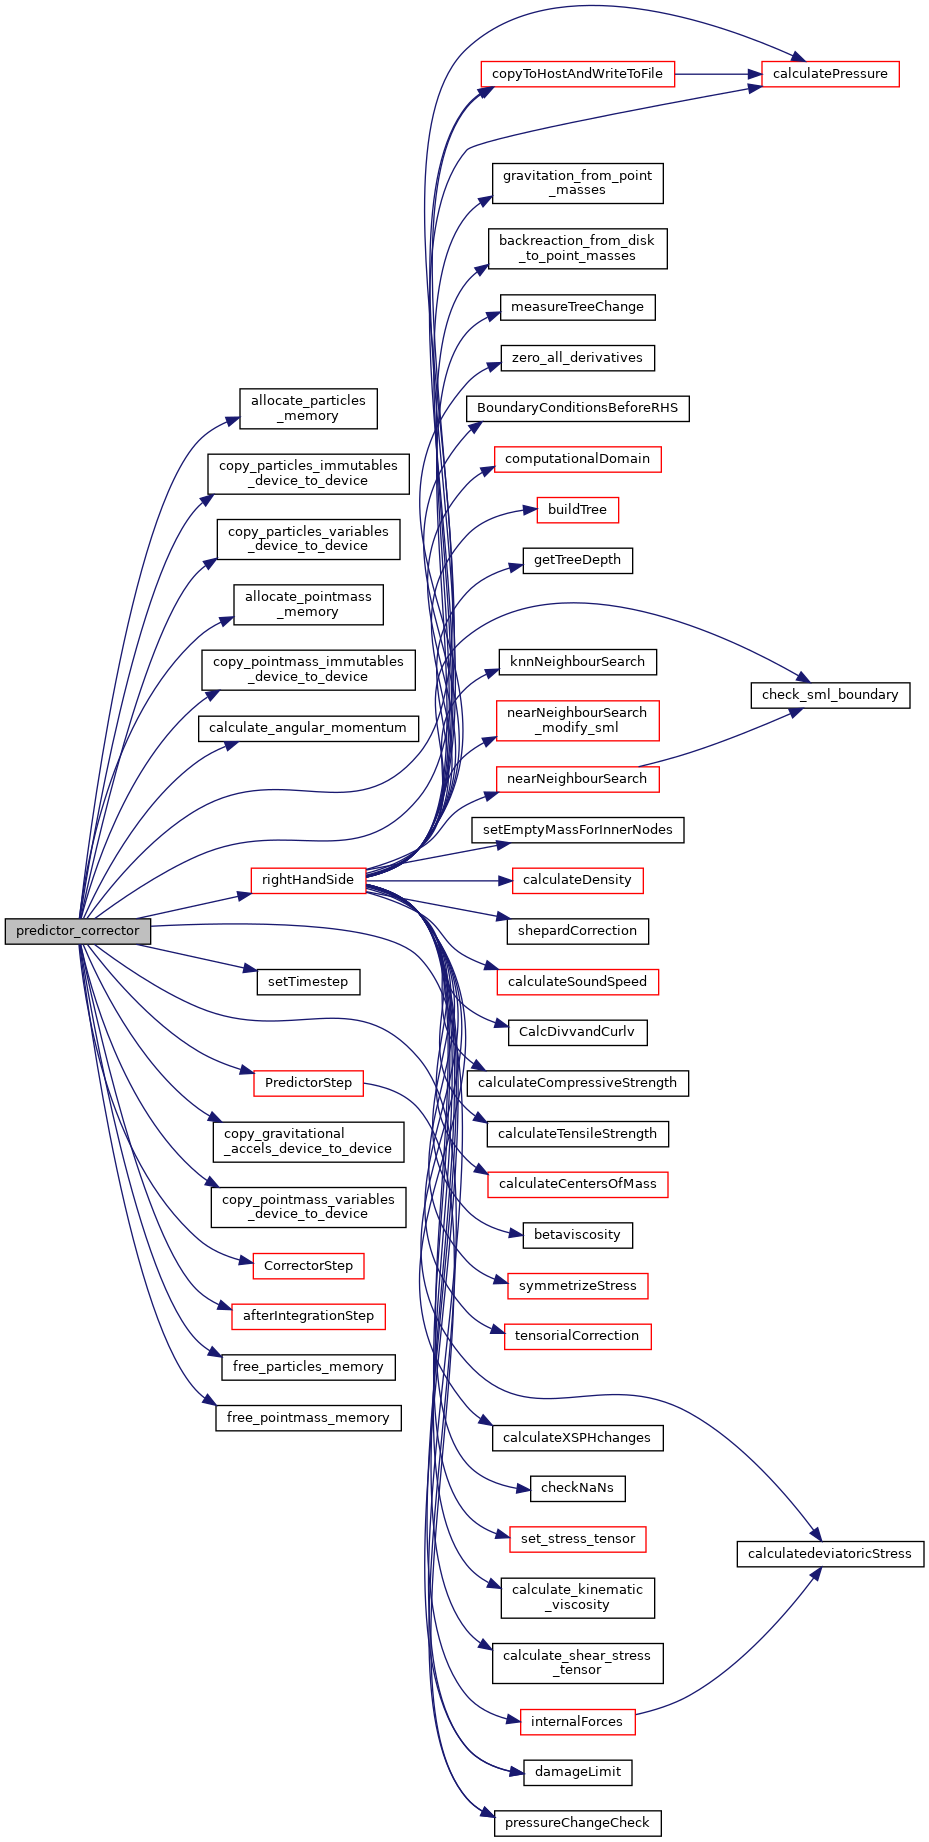 predictor_corrector
allocate_particles
_memory
copy_particles_immutables
_device_to_device
copy_particles_variables
_device_to_device
allocate_pointmass
_memory
copy_pointmass_immutables
_device_to_device
calculate_angular_momentum
rightHandSide
setTimestep
PredictorStep
copy_gravitational
_accels_device_to_device
copy_pointmass_variables
_device_to_device
CorrectorStep
afterIntegrationStep
free_particles_memory
free_pointmass_memory
copyToHostAndWriteToFile
gravitation_from_point
_masses
backreaction_from_disk
_to_point_masses
measureTreeChange
zero_all_derivatives
BoundaryConditionsBeforeRHS
computationalDomain
buildTree
getTreeDepth
knnNeighbourSearch
nearNeighbourSearch
_modify_sml
nearNeighbourSearch
setEmptyMassForInnerNodes
calculateDensity
shepardCorrection
calculateSoundSpeed
CalcDivvandCurlv
calculateCompressiveStrength
calculateTensileStrength
calculateCentersOfMass
betaviscosity
symmetrizeStress
tensorialCorrection
calculateXSPHchanges
checkNaNs
set_stress_tensor
calculate_kinematic
_viscosity
calculate_shear_stress
_tensor
internalForces
damageLimit
pressureChangeCheck
calculatePressure
check_sml_boundary
calculatedeviatoricStress